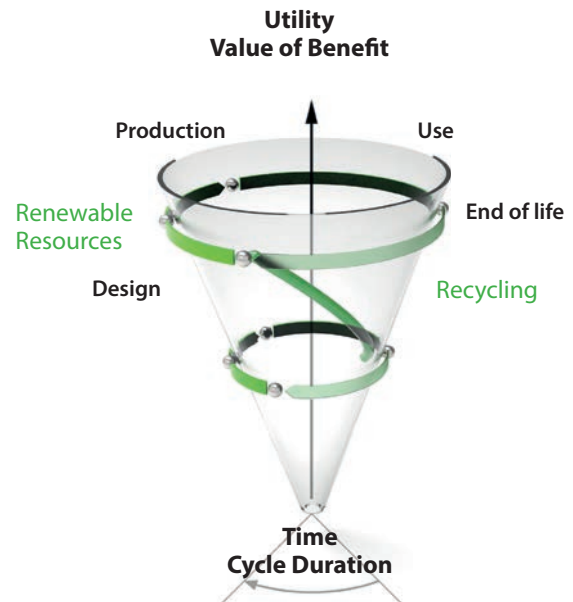 Utility
Value of Benefit
Production
Use
Renewable
Resources
End of life
Design
Recycling
Time
Cycle Duration